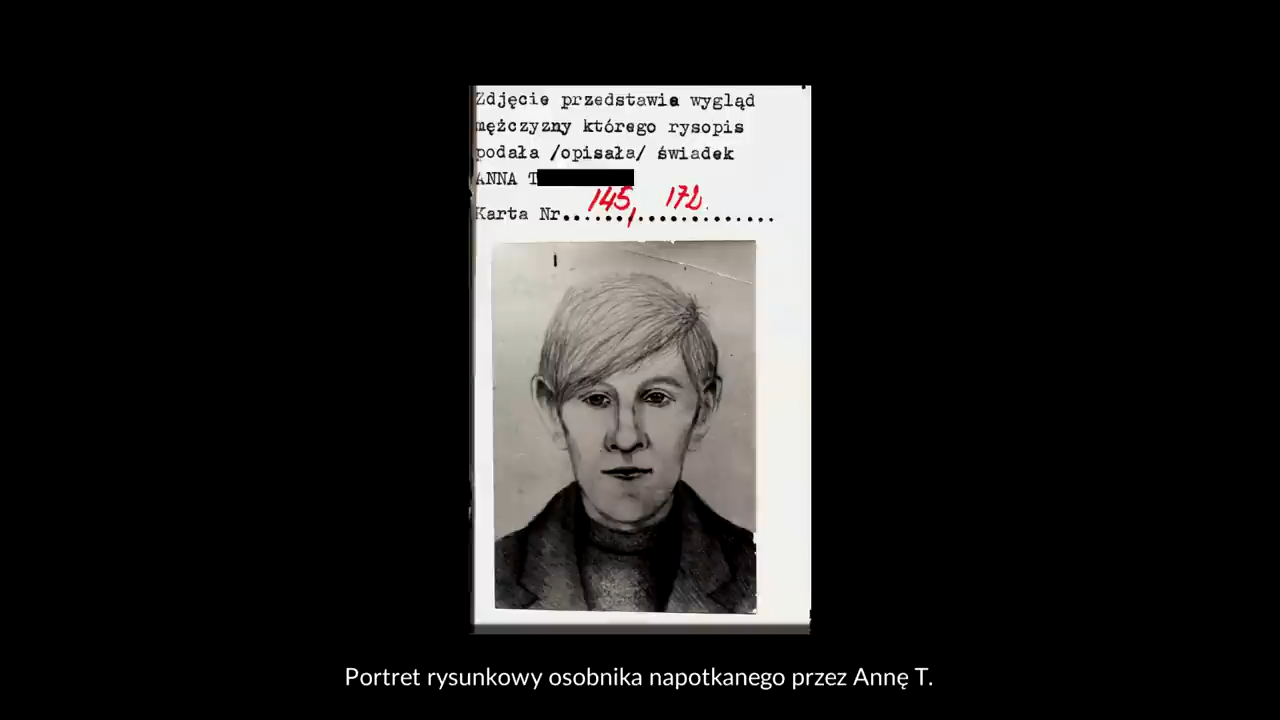 Zdjęcie przedstawia wygląd
mężczyzny którego rysopis
podała /opisała/ świadek
ANNA T
145, 172.
Karta Nr............................
Portret rysunkowy osobnika napotkanego przez Annę T.